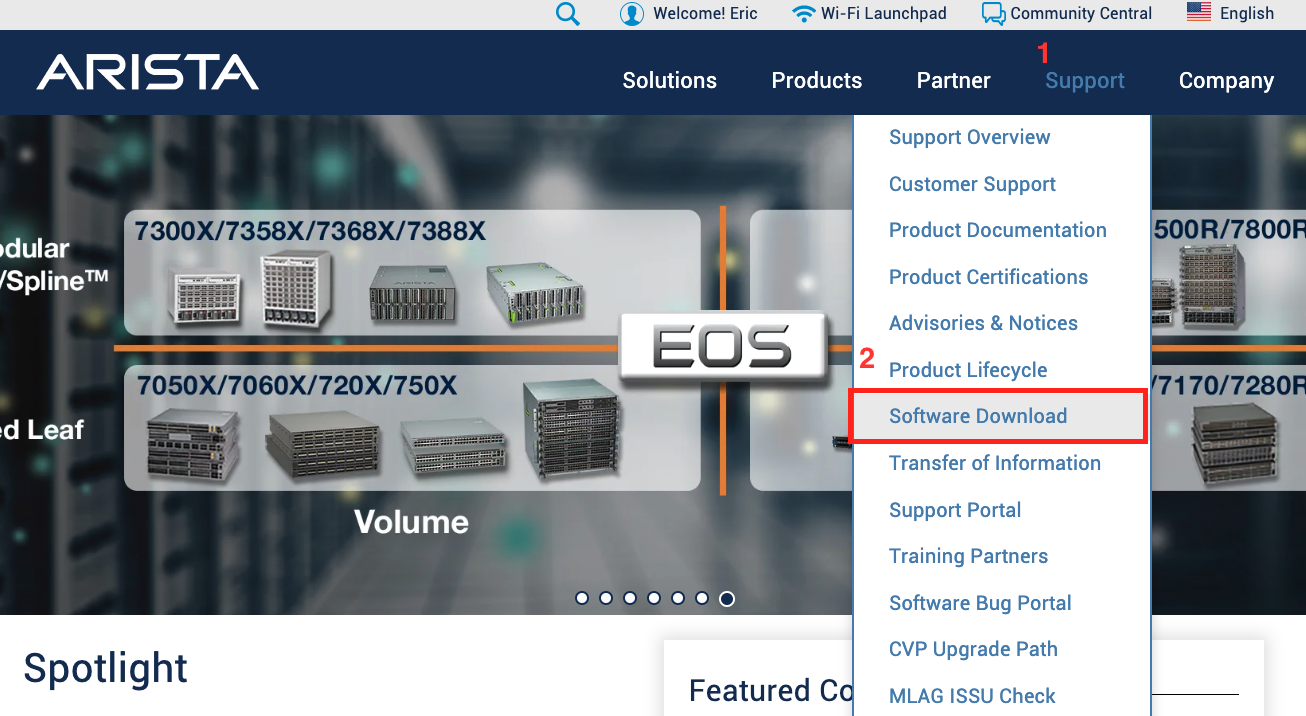 Welcome! Eric
Wi-Fi Launchpad
Community Central
English
ARISTA
Solutions
Products
Partner
1
Support
Company
Support Overview
Customer Support
Product Documentation
Product Certifications
Advisories & Notices
2
Product Lifecycle
Software Download
Transfer of Information
Support Portal
Training Partners
Software Bug Portal
CVP Upgrade Path
MLAG ISSU Check
odular
/Spline™
7300X/7358X/7368X/7388X
ARISTA
500R/7800R
EOS
ed Leaf
7050X/7060X/720X/750X
/7170/7280R
Volume
Spotlight
Featured Co